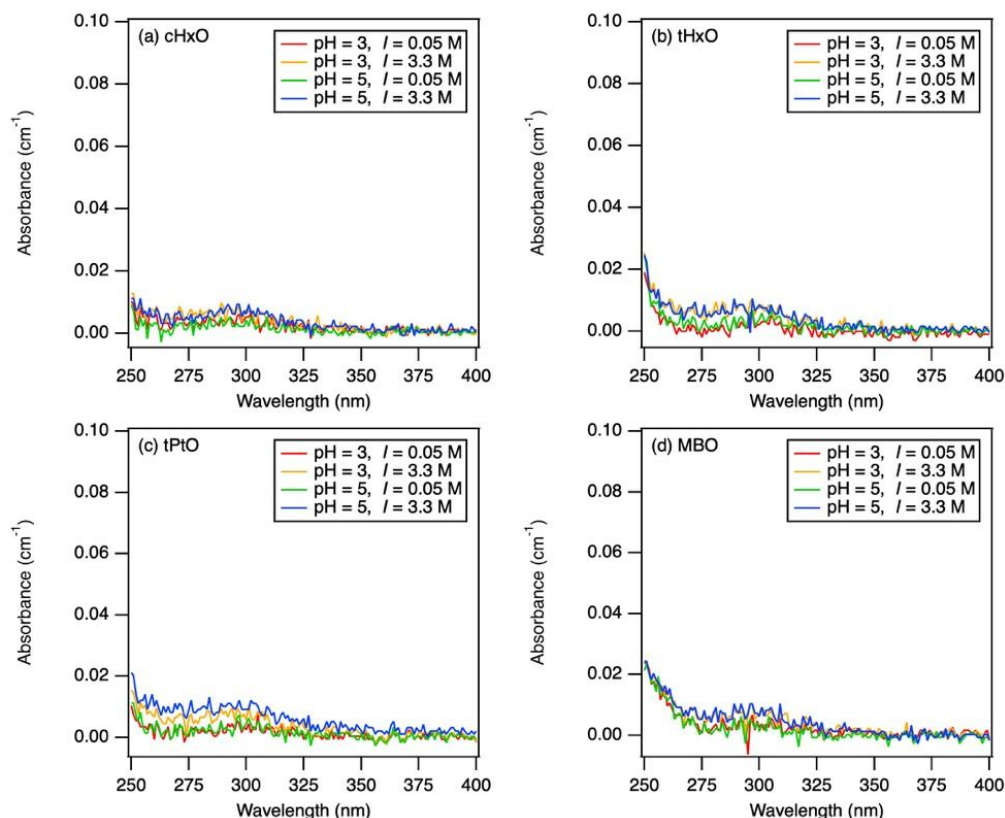 (a) cHxO
pH = 3, I = 0.05 M
pH = 3, I = 3.3 M
pH = 5, I = 0.05 M
pH = 5, I = 3.3 M
Absorbance (cm⁻¹)
0.10
0.08
0.06
0.04
0.02
0.00
250 275 300 325 350 375 400
Wavelength (nm)
(b) tHxO
pH = 3, I = 0.05 M
pH = 3, I = 3.3 M
pH = 5, I = 0.05 M
pH = 5, I = 3.3 M
Absorbance (cm⁻¹)
0.10
0.08
0.06
0.04
0.02
0.00
250 275 300 325 350 375 400
Wavelength (nm)
(c) tPtO
pH = 3, I = 0.05 M
pH = 3, I = 3.3 M
pH = 5, I = 0.05 M
pH = 5, I = 3.3 M
Absorbance (cm⁻¹)
0.10
0.08
0.06
0.04
0.02
0.00
250 275 300 325 350 375 400
Wavelength (nm)
(d) MBO
pH = 3, I = 0.05 M
pH = 3, I = 3.3 M
pH = 5, I = 0.05 M
pH = 5, I = 3.3 M
Absorbance (cm⁻¹)
0.10
0.08
0.06
0.04
0.02
0.00
250 275 300 325 350 375 400
Wavelength (nm)